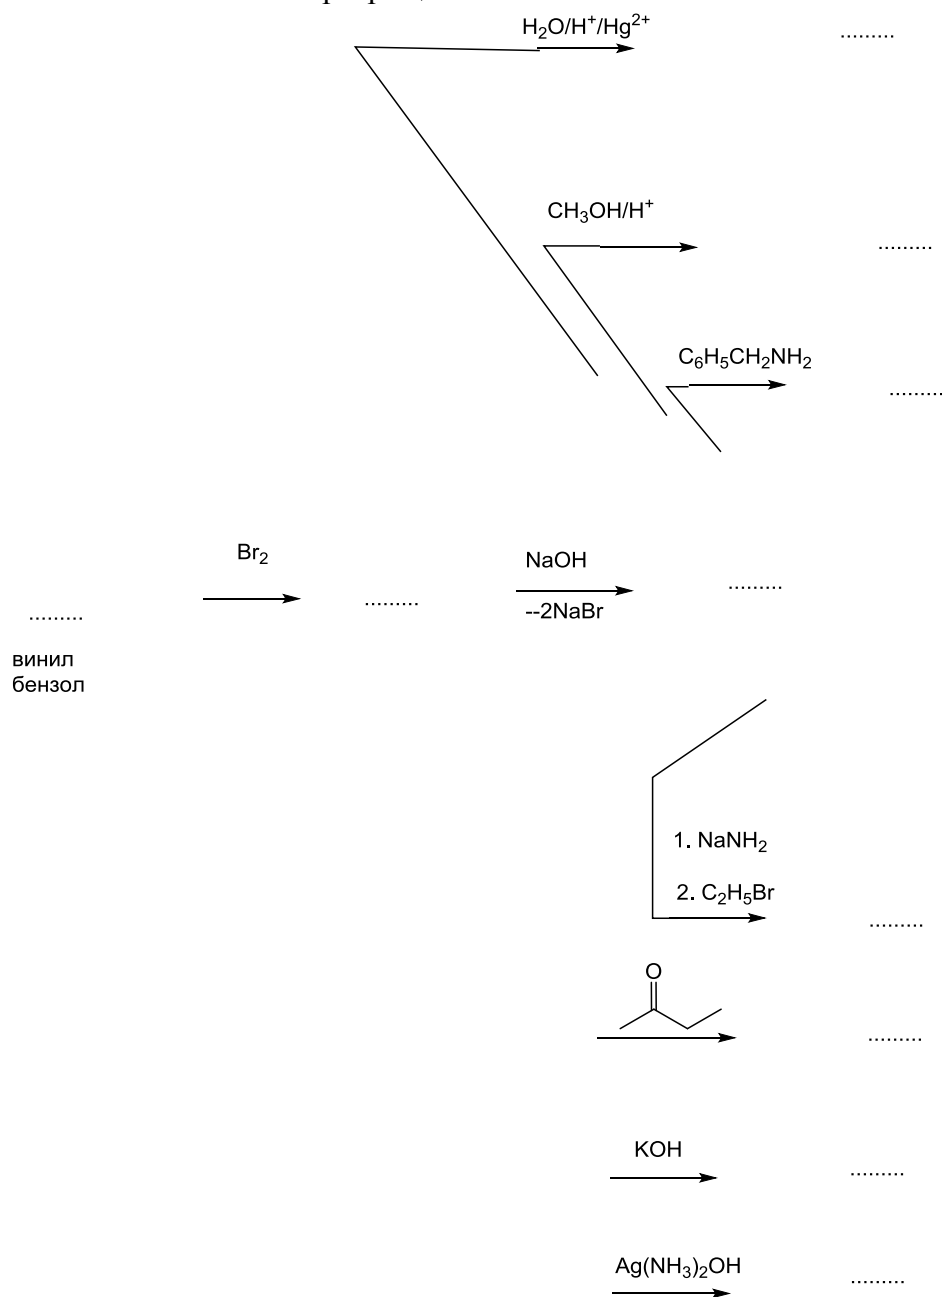 H₂O/H⁺/Hg²⁺
.........
CH₃OH/H⁺
.........
C₆H₅CH₂NH₂
.........
Br₂
NaOH
.........
.........
--2NaBr
.........
винил
бензол
1. NaNH₂
2. C₂H₅Br
.........
O
.........
KOH
.........
Ag(NH₃)₂OH
.........